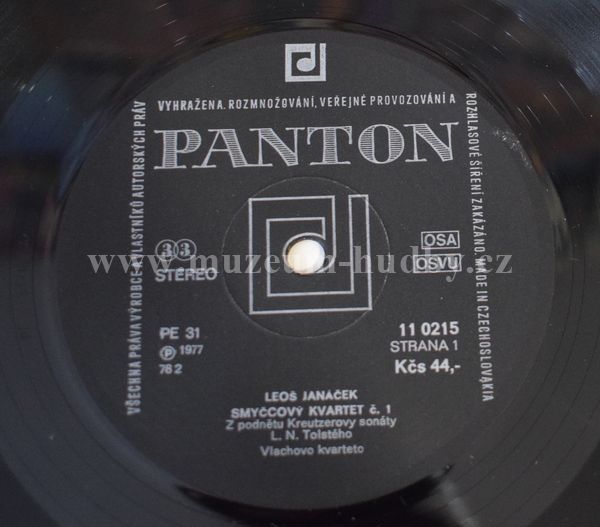 VŠECHNA PRÁVA VÝROBCE A VLASTNÍKŮ AUTORSKÝCH PRÁV
VYHRAŽENA. ROZMNOŽOVÁNÍ, VEŘEJNÉ PROVOZOVÁNÍ A
ROZHLASOVÉ ŠÍŘENÍ ZAKÁZÁNO. MADE IN CZECHOSLOVAKIA
PANTON
33
STEREO
OSA
OSVU
www.muzeum-hudby.cz
PE 31
Ⓟ 1977
78 2
11 0215
STRANA 1
Kčs 44,-
LEOŠ JANÁČEK
SMYČCOVÝ KVARTET č. 1
Z podnětu Kreutzerovy sonáty
L. N. Tolstého
Vlachovo kvarteto